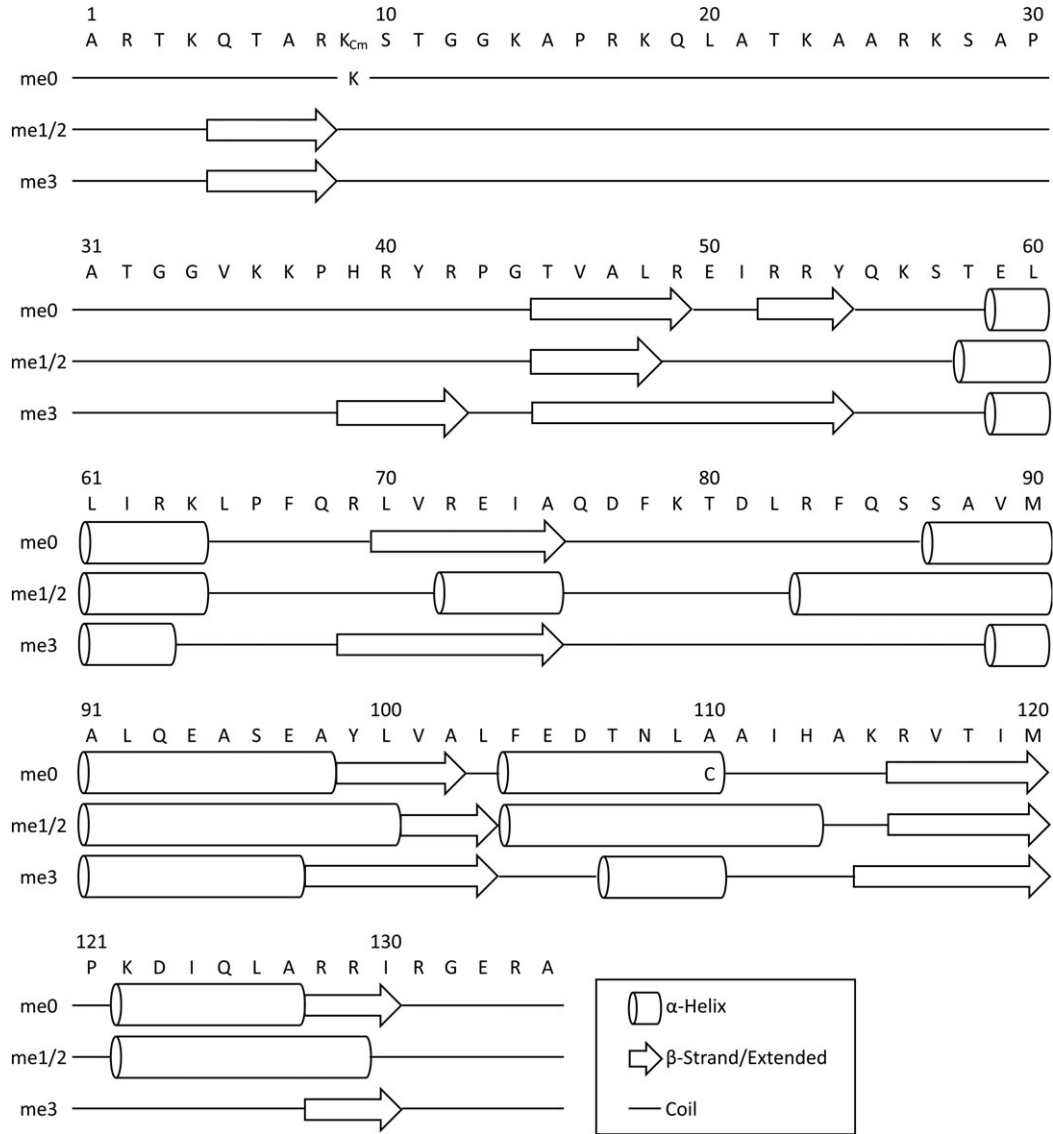 1 10 20 30
A R T K Q T A R K_Cm S T G G K A P R K Q L A T K A A R K S A P
me0 K
me1/2
me3
31 40 50 60
A T G G V K K P H R Y R P G T V A L R E I R R Y Q K S T E L
me0
me1/2
me3
61 70 80 90
L I R K L P F Q R L V R E I A Q D F K T D L R F Q S S A V M
me0
me1/2
me3
91 100 110 120
A L Q E A S E A Y L V A L F E D T N L A A I H A K R V T I M
me0 C
me1/2
me3
121 130
P K D I Q L A R R I R G E R A
me0
me1/2
me3
α-Helix
β-Strand/Extended
Coil